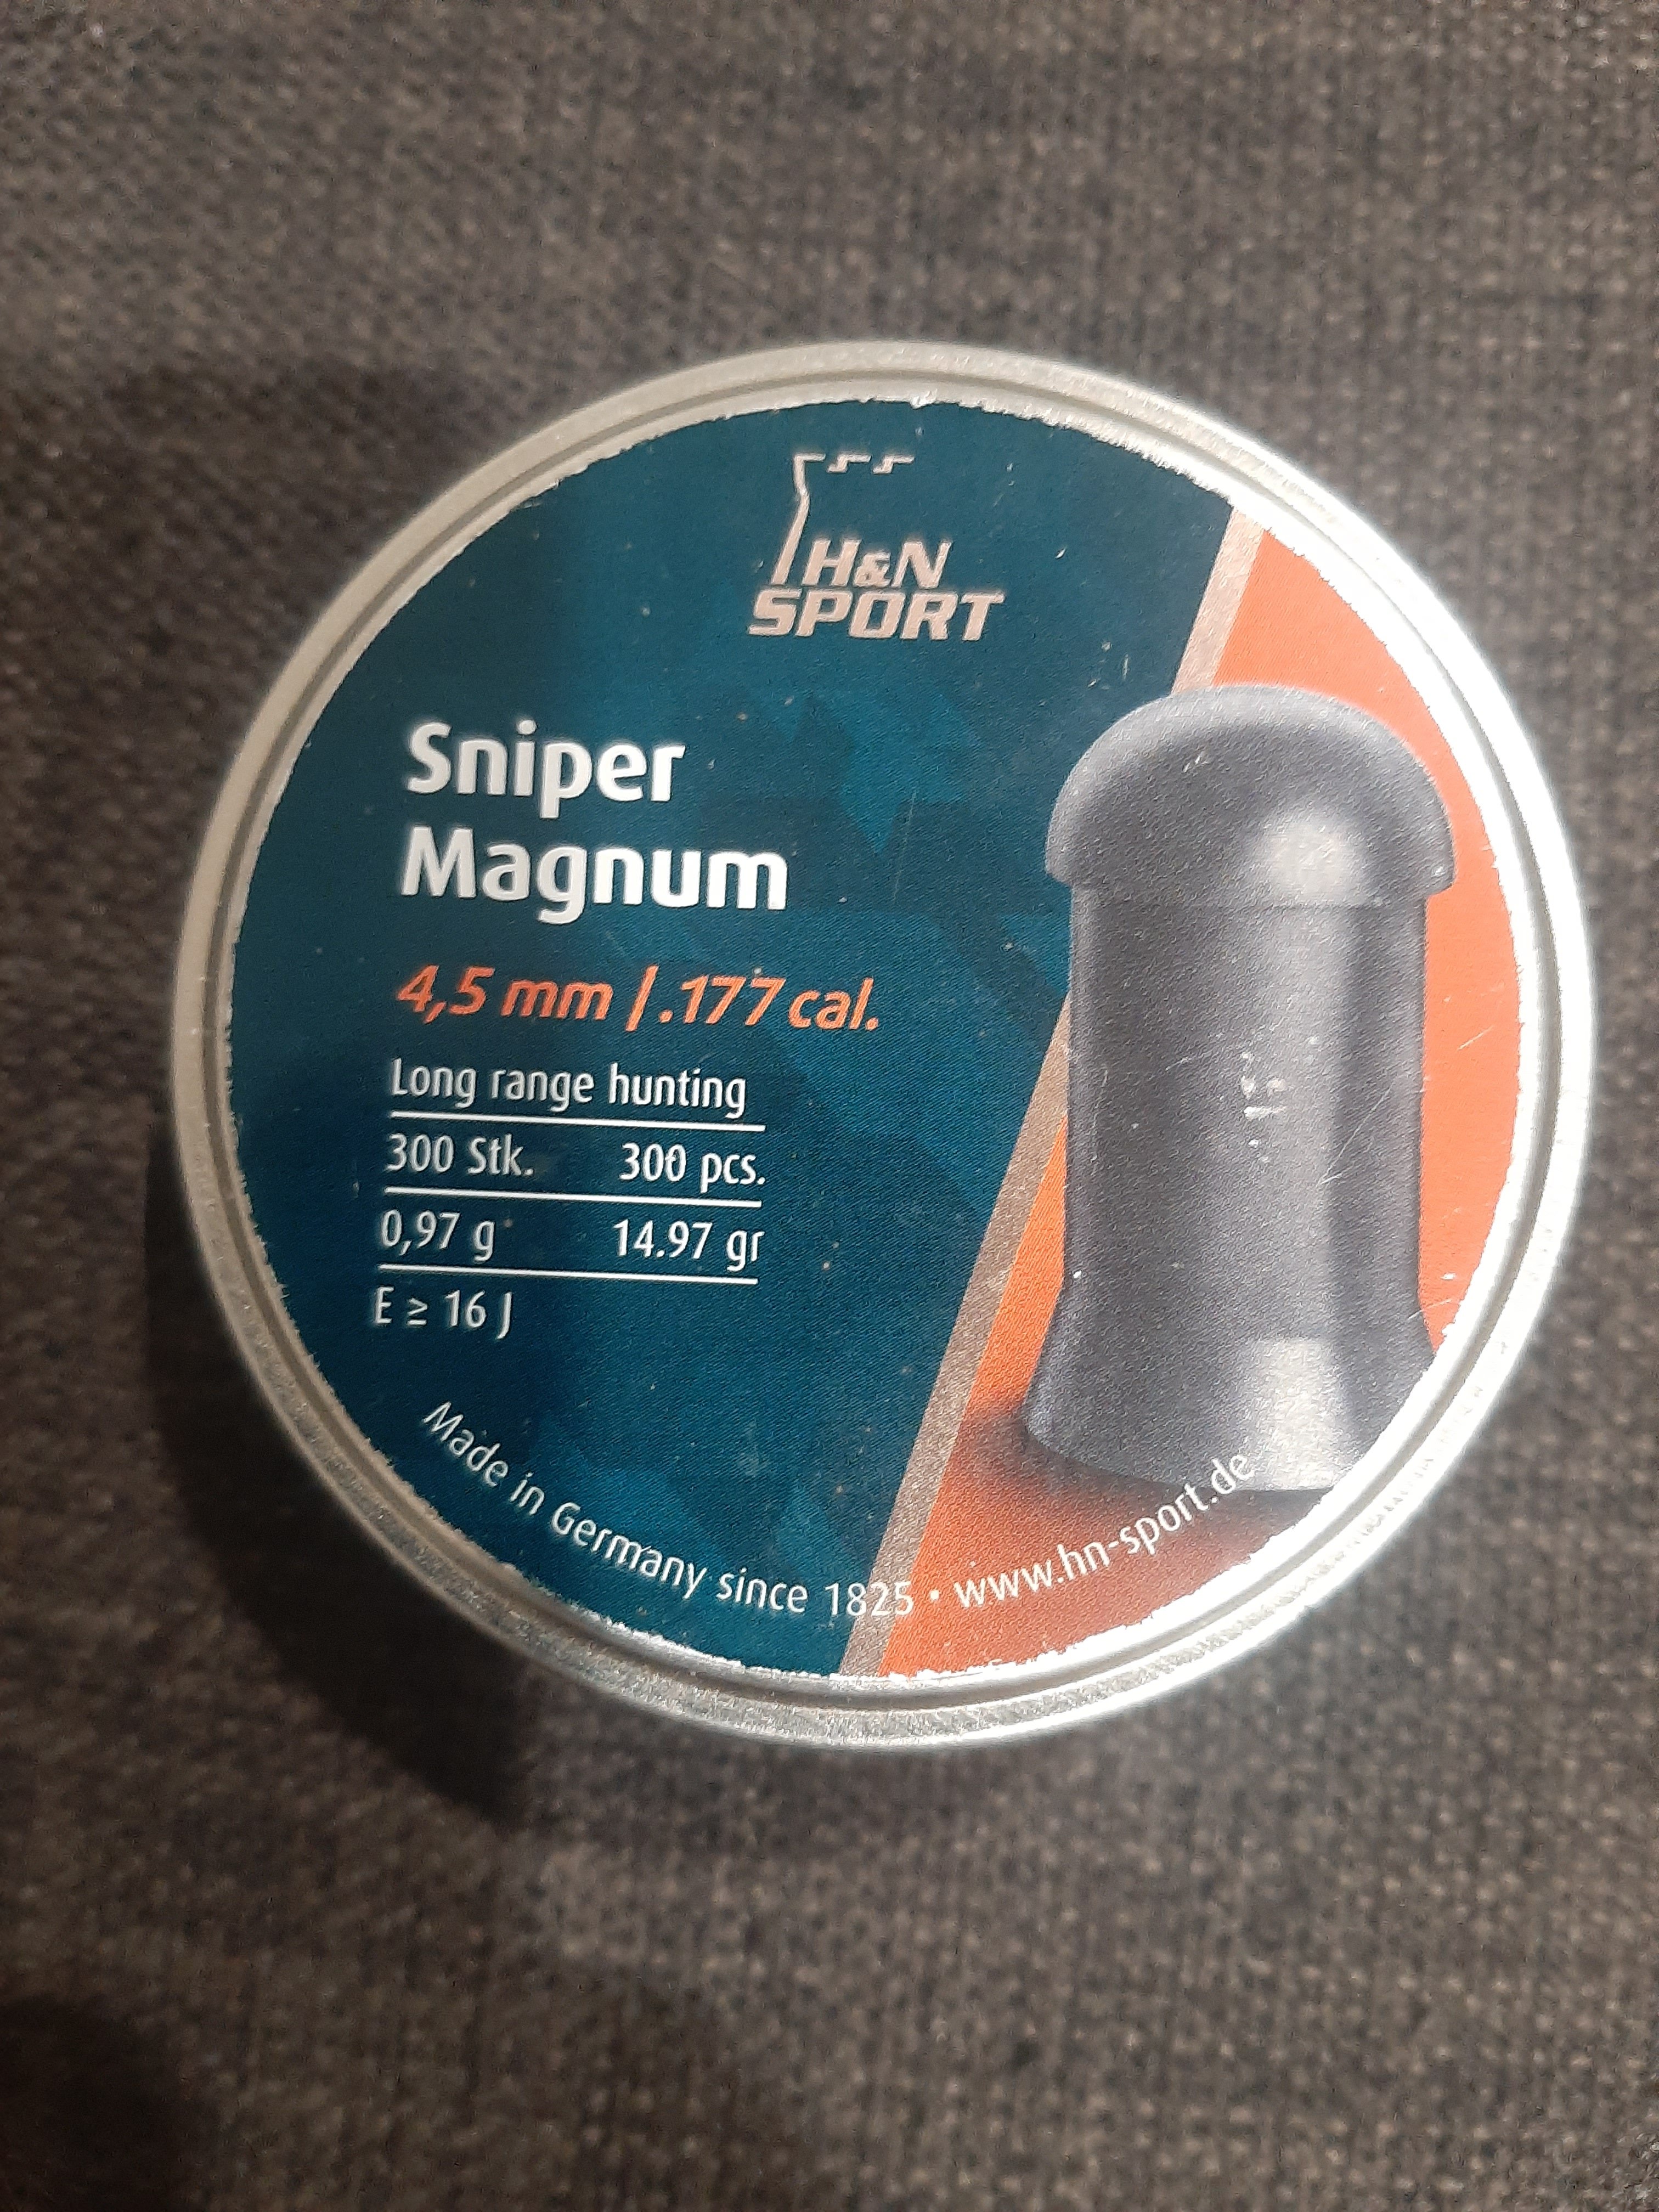 H&N
SPORT
Sniper
Magnum
4,5 mm / .177 cal.
Long range hunting
300 Stk. 300 pcs.
0,97 g 14.97 gr
E ≥ 16 J
Made in Germany since 1825 • www.hn-sport.de